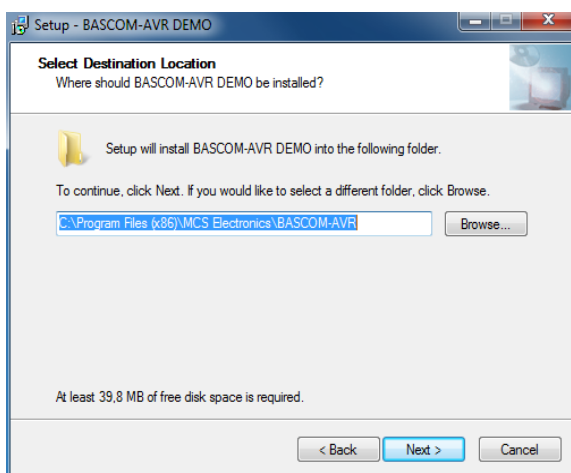 Setup - BASCOM-AVR DEMO
Select Destination Location
Where should BASCOM-AVR DEMO be installed?
Setup will install BASCOM-AVR DEMO into the following folder.
To continue, click Next. If you would like to select a different folder, click Browse.
C:\Program Files (x86)\MCS Electronics\BASCOM-AVR
Browse...
At least 39,8 MB of free disk space is required.
< Back
Next >
Cancel